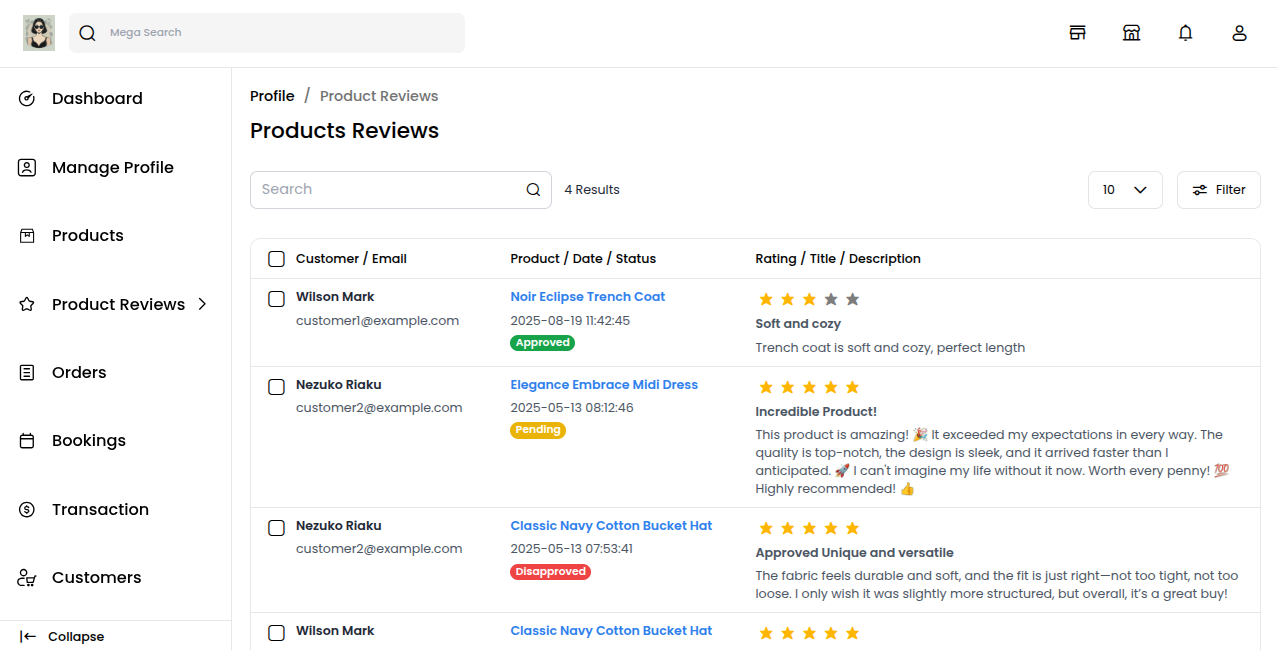 Mega Search
Dashboard
Manage Profile
Products
Product Reviews
Orders
Bookings
Transaction
Customers
Collapse
Profile / Product Reviews
Products Reviews
Search
4 Results
10
Filter
Customer / Email
Product / Date / Status
Rating / Title / Description
Wilson Mark
customer1@example.com
Noir Eclipse Trench Coat
2025-08-19 11:42:45
Approved
Soft and cozy
Trench coat is soft and cozy, perfect length
Nezuko Riaku
customer2@example.com
Elegance Embrace Midi Dress
2025-05-13 08:12:46
Pending
Incredible Product!
This product is amazing! 🎉 It exceeded my expectations in every way. The
quality is top-notch, the design is sleek, and it arrived faster than I
anticipated. 🚀 I can't imagine my life without it now. Worth every penny! 💯
Highly recommended! 👍
Nezuko Riaku
customer2@example.com
Classic Navy Cotton Bucket Hat
2025-05-13 07:53:41
Disapproved
Approved Unique and versatile
The fabric feels durable and soft, and the fit is just right—not too tight, not too
loose. I only wish it was slightly more structured, but overall, it’s a great buy!
Wilson Mark
Classic Navy Cotton Bucket Hat